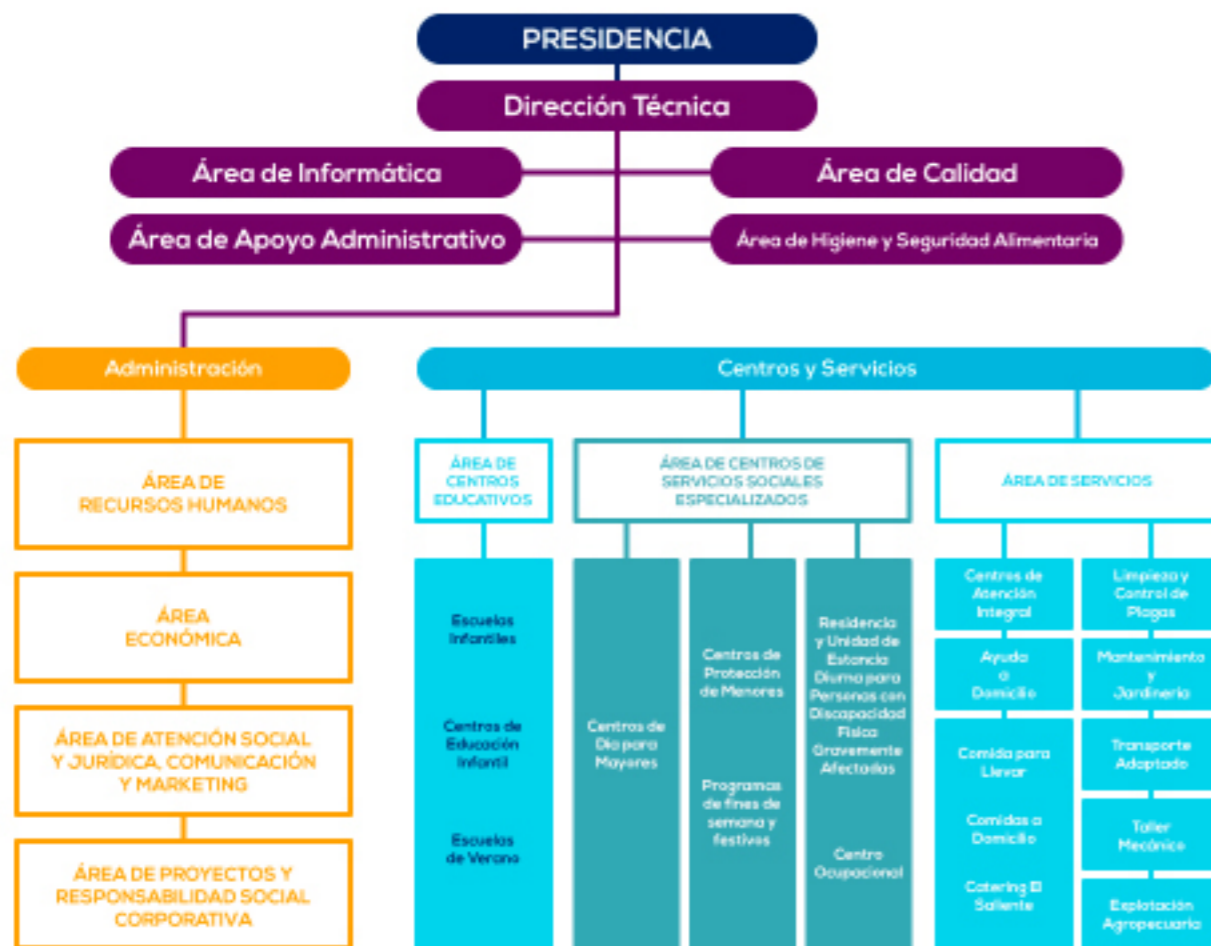 PRESIDENCIA
Dirección Técnica
Área de Informática
Área de Calidad
Área de Apoyo Administrativo
Área de Higiene y Seguridad Alimentaria
Administración
ÁREA DE
RECURSOS HUMANOS
ÁREA
ECONÓMICA
ÁREA DE ATENCIÓN SOCIAL
Y JURÍDICA, COMUNICACIÓN
Y MARKETING
ÁREA DE PROYECTOS Y
RESPONSABILIDAD SOCIAL
CORPORATIVA
Centros y Servicios
ÁREA DE
CENTROS
EDUCATIVOS
Escuelas
Infantiles
Centros de
Educación
Infantil
Escuelas
de Verano
ÁREA DE CENTROS DE
SERVICIOS SOCIALES
ESPECIALIZADOS
Centros de
Día para
Mayores
Centros de
Protección
de Menores
Programas
de fines de
semana y
festivos
Residencia
y Unidad de
Estancia
Diurna para
Personas con
Discapacidad
Física
Gravemente
Afectadas
Centro
Ocupacional
ÁREA DE SERVICIOS
Centros de
Atención
Integral
Ayuda
a
Domicilio
Comida para
Llevar
Comidas a
Domicilio
Catering El
Saliente
Limpieza y
Control de
Plagas
Mantenimiento
y
Jardinería
Transporte
Adaptado
Taller
Mecánico
Explotación
Agropecuaria